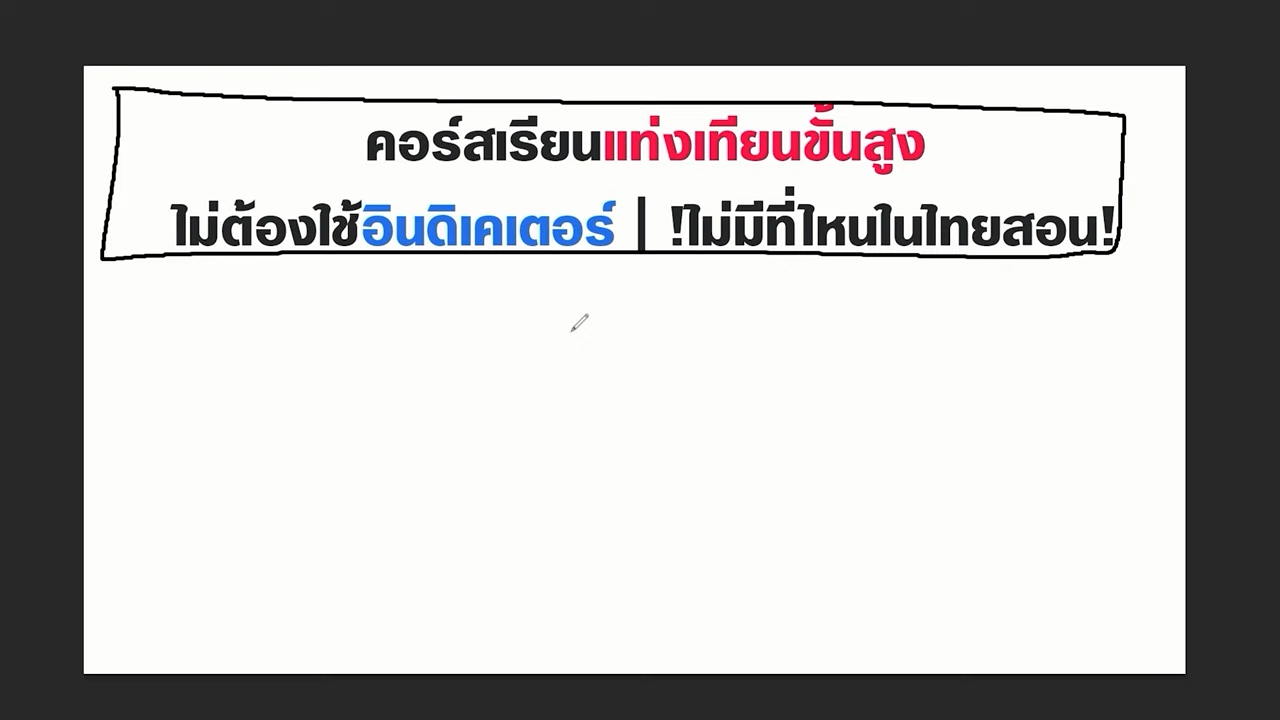 คอร์สเรียนแท่งเทียนขั้นสูง
ไม่ต้องใช้อินดิเคเตอร์ | !ไม่มีที่ไหนในไทยสอน!